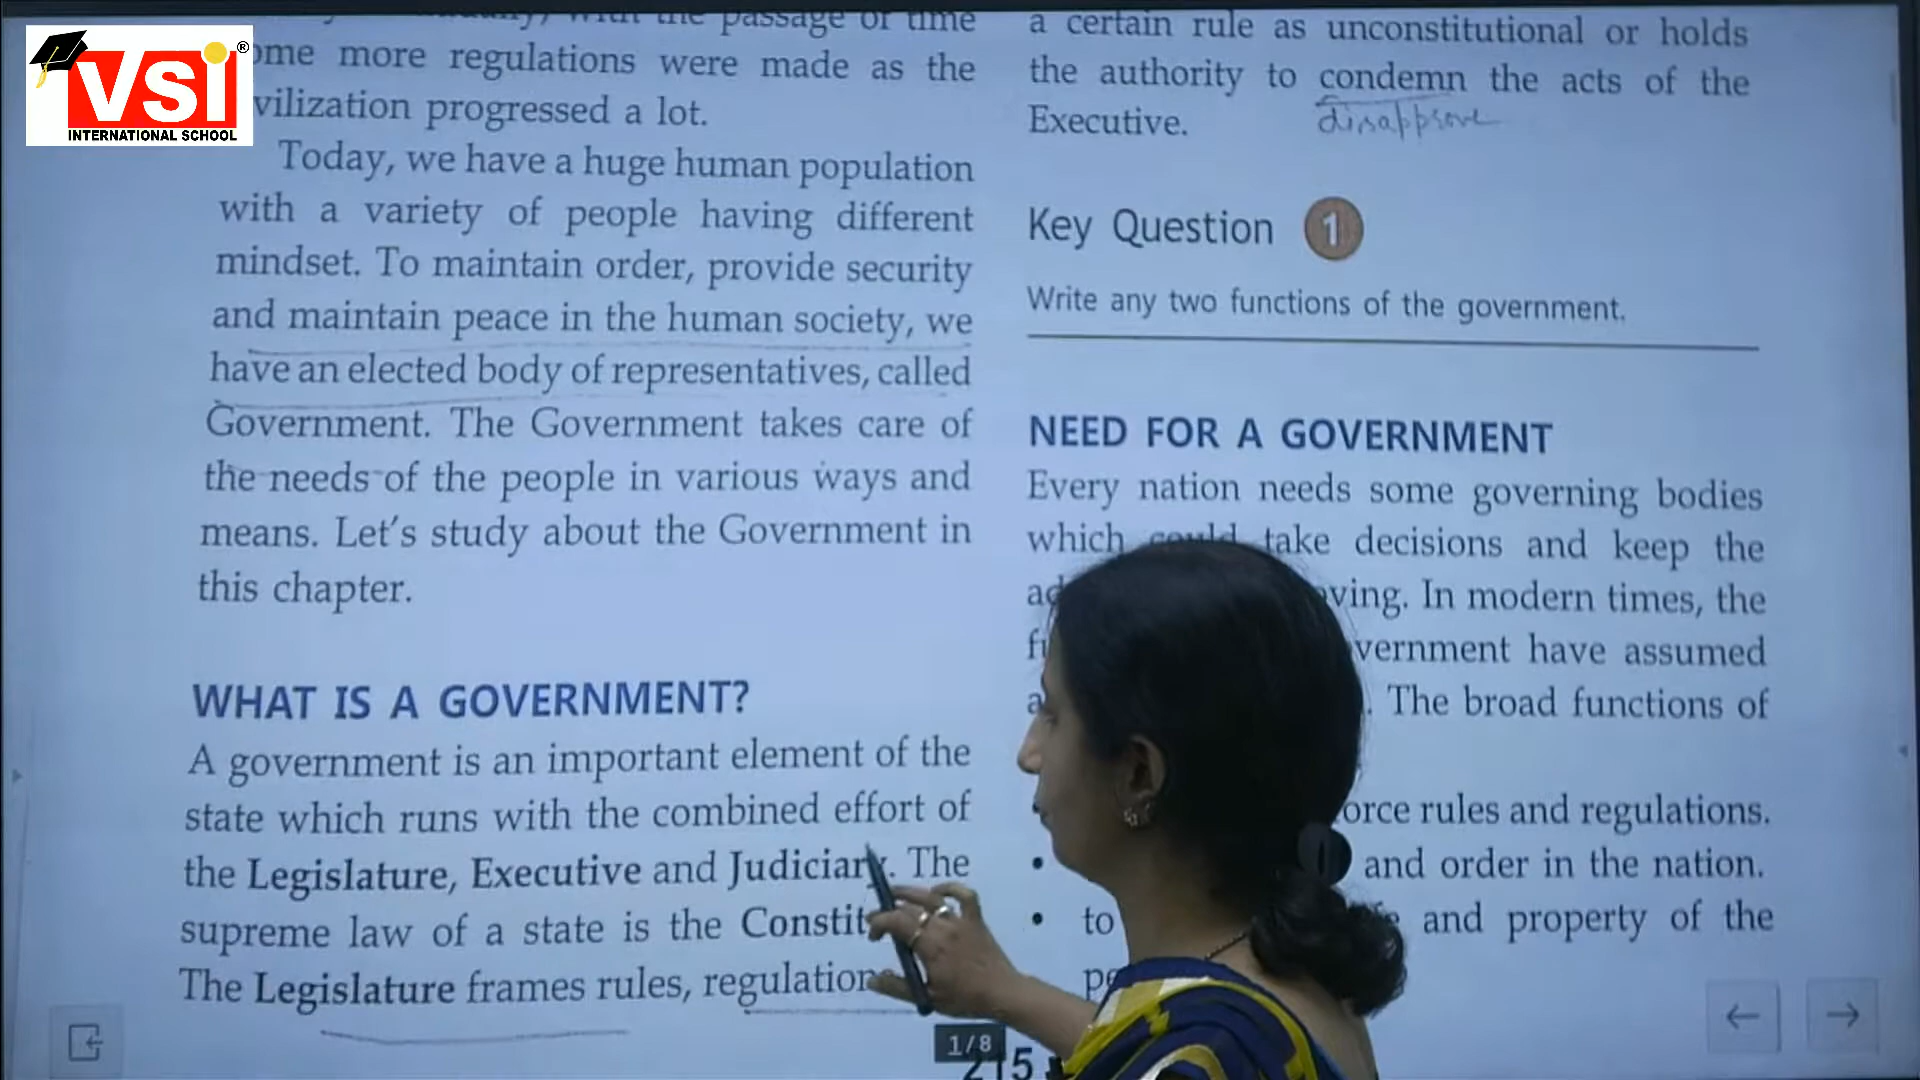 VSI ®
INTERNATIONAL SCHOOL
with the passage of time
ome more regulations were made as the
vilization progressed a lot.
Today, we have a huge human population
with a variety of people having different
mindset. To maintain order, provide security
and maintain peace in the human society, we
have an elected body of representatives, called
Government. The Government takes care of
the needs of the people in various ways and
means. Let's study about the Government in
this chapter.
WHAT IS A GOVERNMENT?
A government is an important element of the
state which runs with the combined effort of
the Legislature, Executive and Judiciary. The
supreme law of a state is the Constit
The Legislature frames rules, regulation
a certain rule as unconstitutional or holds
the authority to condemn the acts of the
disapprove
Executive.
Key Question 1
Write any two functions of the government.
NEED FOR A GOVERNMENT
Every nation needs some governing bodies
which could take decisions and keep the
ving. In modern times, the
vernment have assumed
. The broad functions of
orce rules and regulations.
• and order in the nation.
• to and property of the
pe
1/8
215